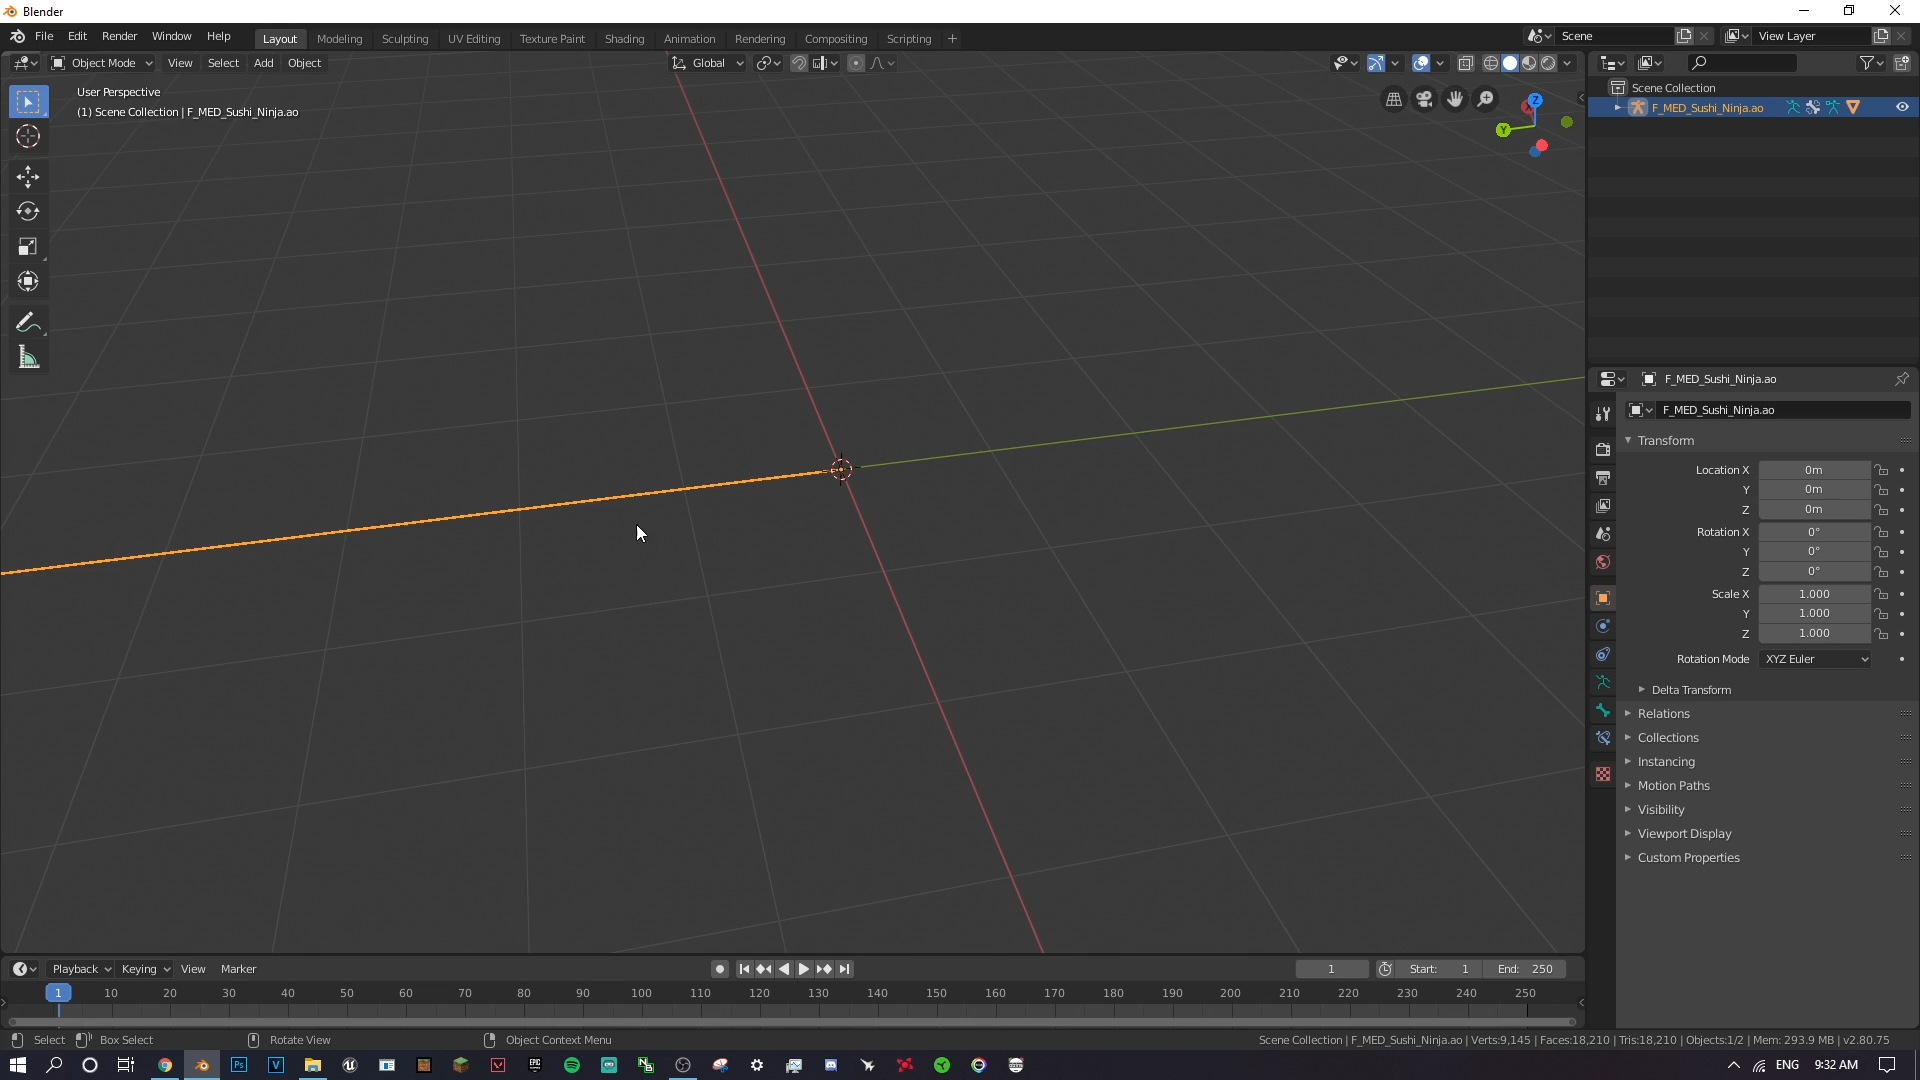 Blender
File Edit Render Window Help Layout Modeling Sculpting UV Editing Texture Paint Shading Animation Rendering Compositing Scripting + Scene View Layer
Object Mode View Select Add Object Global
User Perspective
(1) Scene Collection | F_MED_Sushi_Ninja.ao
Z
Y
Scene Collection
F_MED_Sushi_Ninja.ao
F_MED_Sushi_Ninja.ao
F_MED_Sushi_Ninja.ao
Transform
Location X 0m
Y 0m
Z 0m
Rotation X 0°
Y 0°
Z 0°
Scale X 1.000
Y 1.000
Z 1.000
Rotation Mode XYZ Euler
Delta Transform
Relations
Collections
Instancing
Motion Paths
Visibility
Viewport Display
Custom Properties
Playback Keying View Marker 1 Start: 1 End: 250
1 10 20 30 40 50 60 70 80 90 100 110 120 130 140 150 160 170 180 190 200 210 220 230 240 250
Select Box Select Rotate View Object Context Menu Scene Collection | F_MED_Sushi_Ninja.ao | Verts:9,145 | Faces:18,210 | Tris:18,210 | Objects:1/2 | Mem: 293.9 MB | v2.80.75
Ps V ENG 9:32 AM